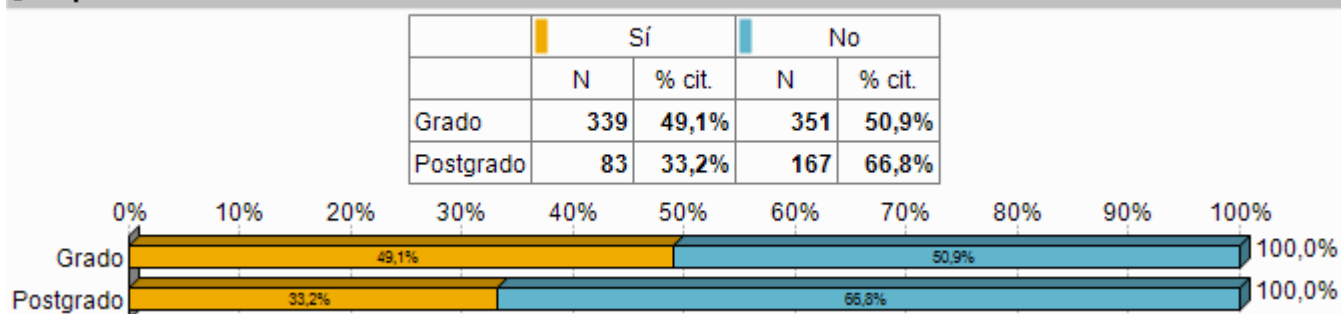 Sí No
N % cit. N % cit.
Grado 339 49,1% 351 50,9%
Postgrado 83 33,2% 167 66,8%
0% 10% 20% 30% 40% 50% 60% 70% 80% 90% 100%
Grado 49,1% 50,9% 100,0%
Postgrado 33,2% 66,8% 100,0%